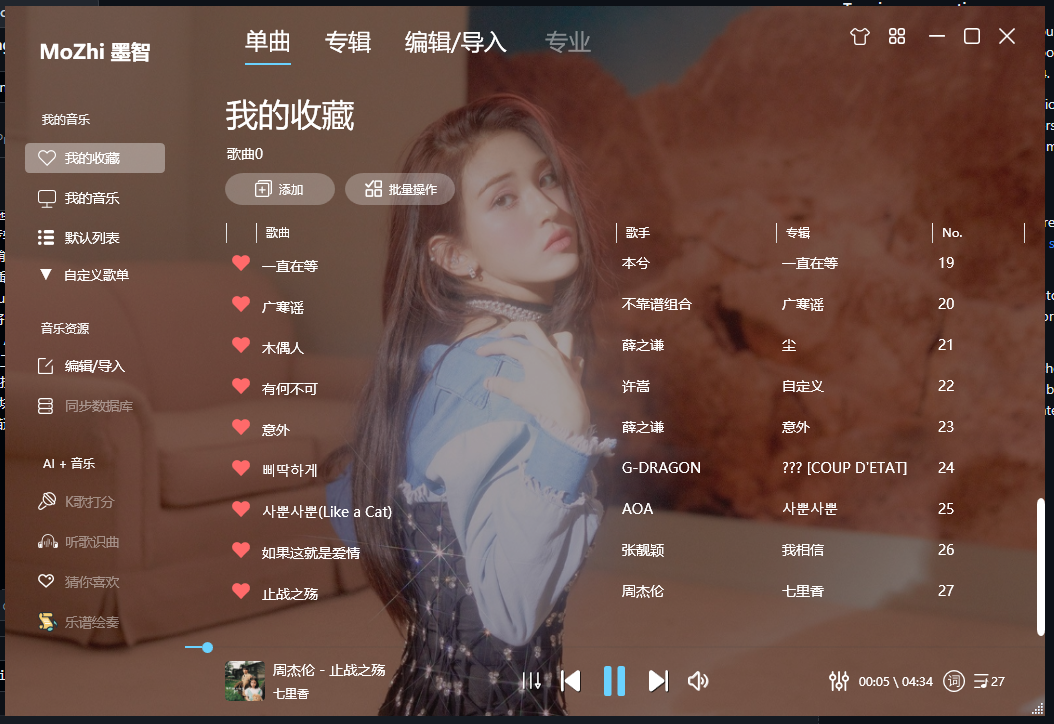 MoZhi 墨智
单曲 专辑 编辑/导入 专业
我的音乐
我的收藏
我的音乐
默认列表
自定义歌单
音乐资源
编辑/导入
同步数据库
AI + 音乐
K歌打分
听歌识曲
猜你喜欢
乐谱绘奏
我的收藏
歌曲0
添加 批量操作
歌曲 歌手 专辑 No.
一直在等 本兮 一直在等 19
广寒谣 不靠谱组合 广寒谣 20
木偶人 薛之谦 尘 21
有何不可 许嵩 自定义 22
意外 薛之谦 意外 23
삐딱하게 G-DRAGON ??? [COUP D'ETAT] 24
사뿐사뿐(Like a Cat) AOA 사뿐사뿐 25
如果这就是爱情 张靓颖 我相信 26
止战之殇 周杰伦 七里香 27
周杰伦 - 止战之殇
七里香
00:05 \ 04:34 词 27